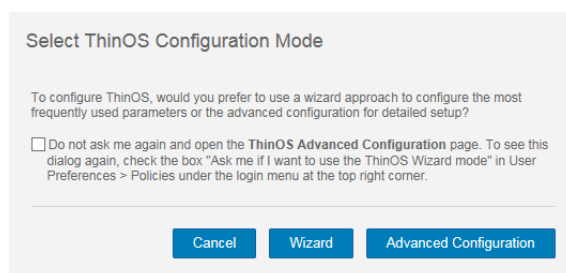 Select ThinOS Configuration Mode
To configure ThinOS, would you prefer to use a wizard approach to configure the most
frequently used parameters or the advanced configuration for detailed setup?
Do not ask me again and open the ThinOS Advanced Configuration page. To see this
dialog again, check the box "Ask me if I want to use the ThinOS Wizard mode" in User
Preferences > Policies under the login menu at the top right corner.
Cancel Wizard Advanced Configuration